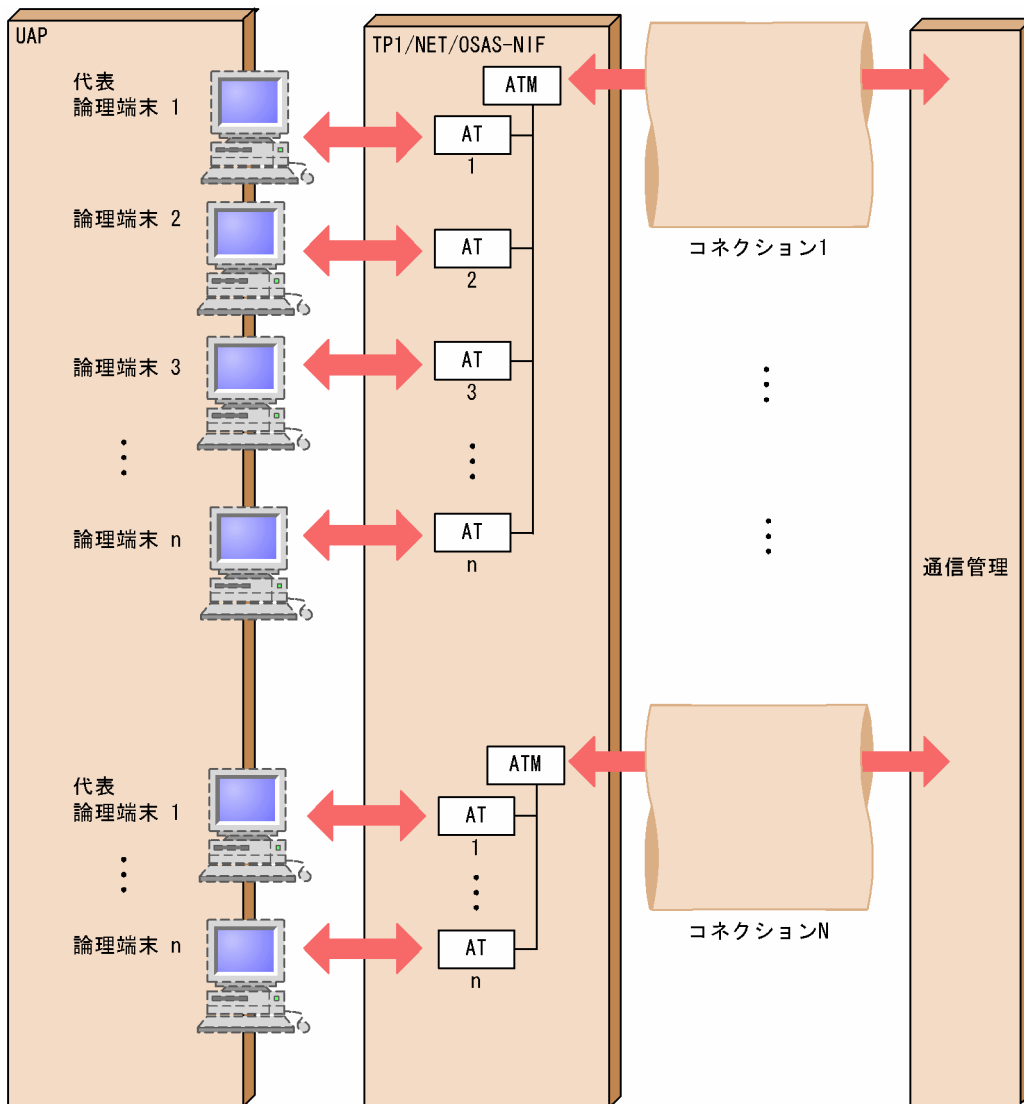 UAP
TP1/NET/OSAS-NIF
代表
論理端末 1
ATM
AT
1
コネクション1
論理端末 2
AT
2
論理端末 3
AT
3
論理端末 n
AT
n
通信管理
代表
論理端末 1
ATM
AT
1
コネクションN
論理端末 n
AT
n